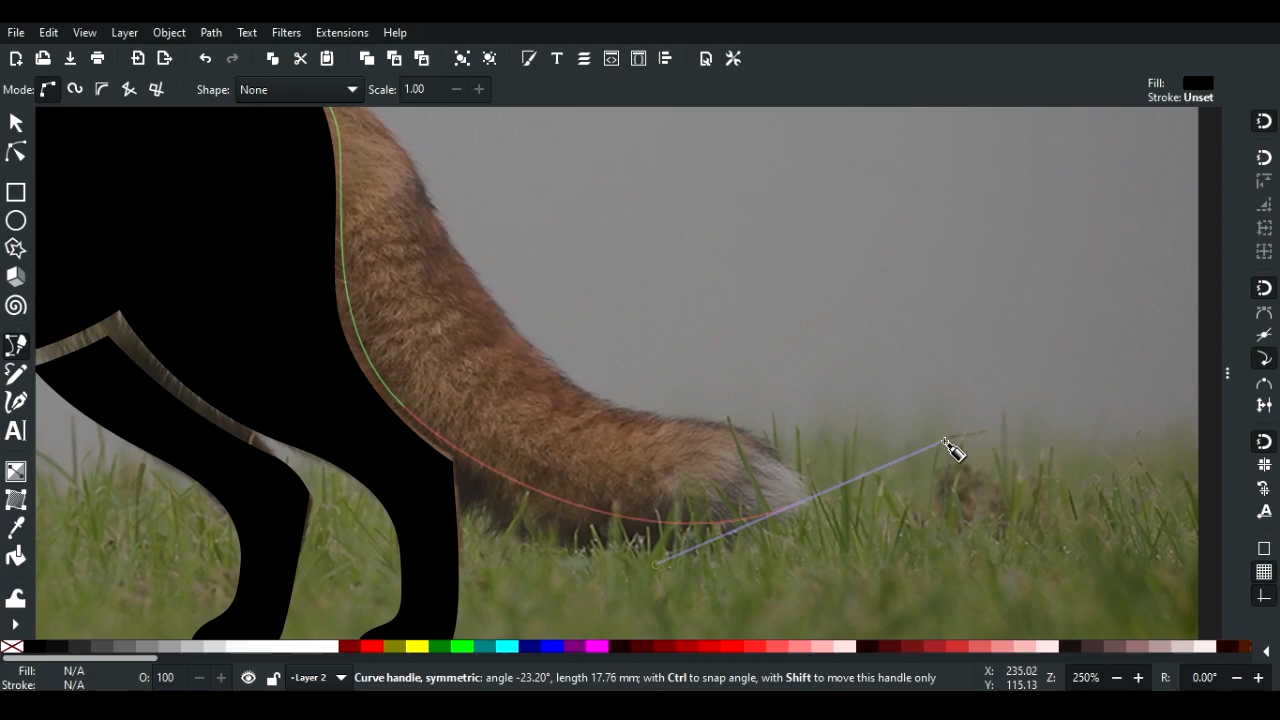 File Edit View Layer Object Path Text Filters Extensions Help
Mode: Shape: None Scale: 1.00 Fill:
Stroke: Unset
Fill: N/A O: 100 Layer 2 Curve handle, symmetric: angle -23.20°, length 17.76 mm; with Ctrl to snap angle, with Shift to move this handle only X: 235.02 Z: 250% R: 0.00°
Stroke: N/A Y: 115.13